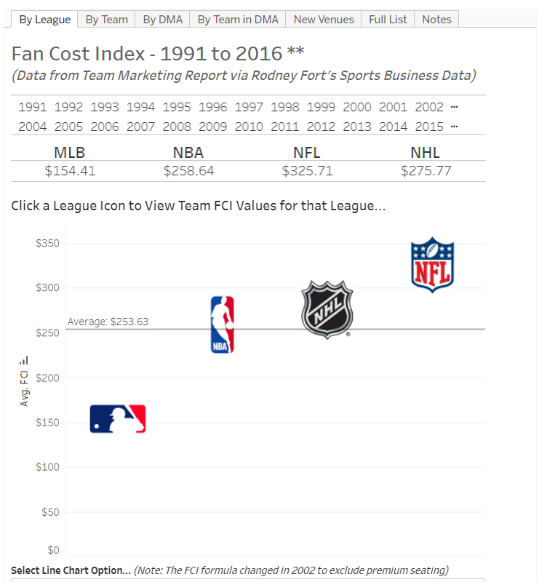 By League By Team By DMA By Team in DMA New Venues Full List Notes
Fan Cost Index - 1991 to 2016 **
(Data from Team Marketing Report via Rodney Fort's Sports Business Data)
1991 1992 1993 1994 1995 1996 1997 1998 1999 2000 2001 2002 ...
2004 2005 2006 2007 2008 2009 2010 2011 2012 2013 2014 2015 ...
MLB NBA NFL NHL
$154.41 $258.64 $325.71 $275.77
Click a League Icon to View Team FCI Values for that League...
$350
NFL
$300
NHL
Average: $253.63
$250
NBA
Avg. FCI
$200
$150
$100
$50
$0
Select Line Chart Option... (Note: The FCI formula changed in 2002 to exclude premium seating)